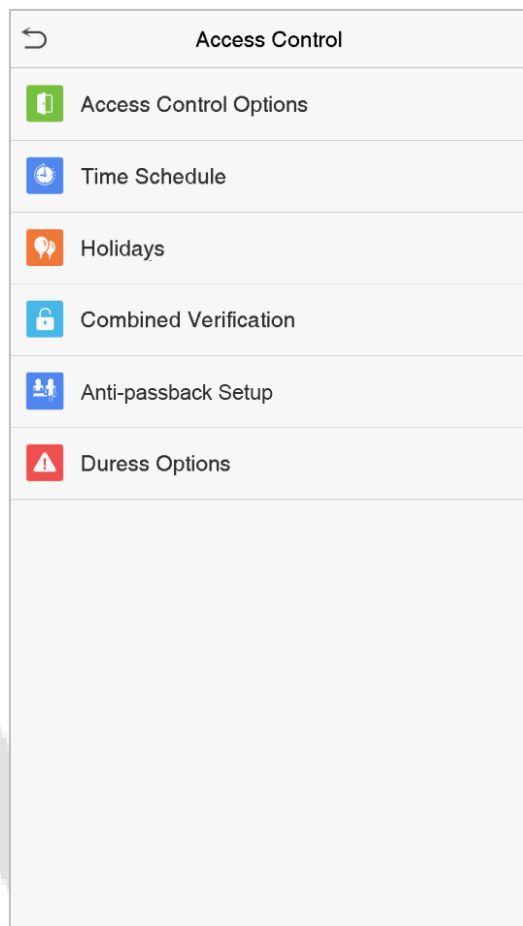 Access Control
Access Control Options
Time Schedule
Holidays
Combined Verification
Anti-passback Setup
Duress Options